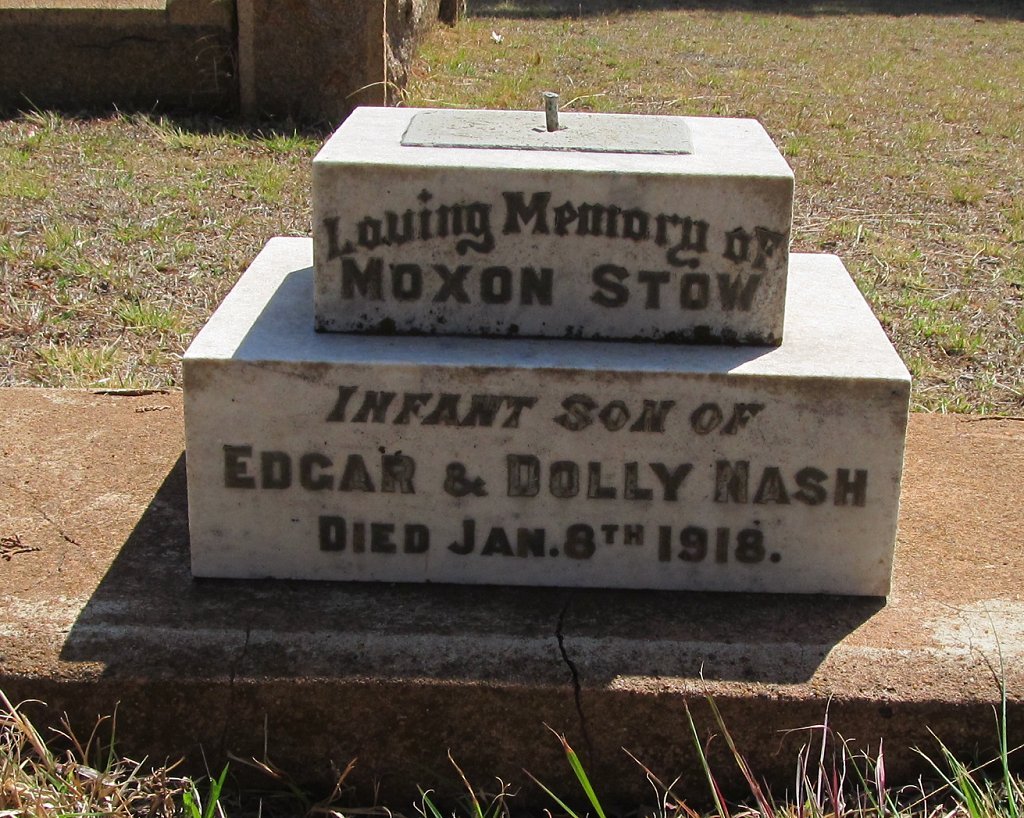 Loving Memory of
MOXON STOW
INFANT SON OF
EDGAR & DOLLY NASH
DIED JAN. 8TH 1918.